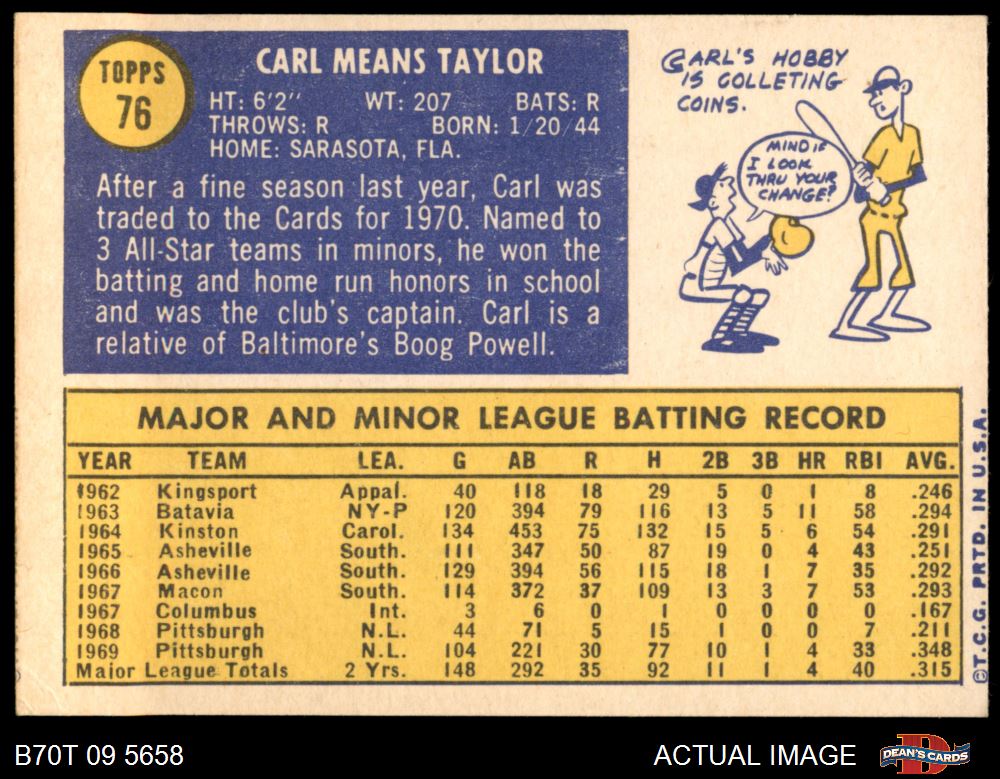 TOPPS
76
CARL MEANS TAYLOR
HT: 6'2" WT: 207 BATS: R
THROWS: R BORN: 1/20/44
HOME: SARASOTA, FLA.
After a fine season last year, Carl was
traded to the Cards for 1970. Named to
3 All-Star teams in minors, he won the
batting and home run honors in school
and was the club's captain. Carl is a
relative of Baltimore's Boog Powell.
CARL'S HOBBY
IS COLLETING
COINS.
MIND IF
I LOOK
THRU YOUR
CHANGE?
MAJOR AND MINOR LEAGUE BATTING RECORD
YEAR TEAM LEA. G AB R H 2B 3B HR RBI AVG.
1962 Kingsport Appal. 40 118 18 29 5 0 1 8 .246
1963 Batavia NY-P 120 394 79 116 13 5 11 58 .294
1964 Kinston Carol. 134 453 75 132 15 5 6 54 .291
1965 Asheville South. 111 347 50 87 19 0 4 43 .251
1966 Asheville South. 129 394 56 115 18 1 7 35 .292
1967 Macon South. 114 372 37 109 13 3 7 53 .293
1967 Columbus Int. 3 6 0 1 0 0 0 0 .167
1968 Pittsburgh N.L. 44 71 5 15 1 0 0 7 .211
1969 Pittsburgh N.L. 104 221 30 77 10 1 4 33 .348
Major League Totals 2 Yrs. 148 292 35 92 11 1 4 40 .315
©T.C.G. PRTD. IN U.S.A.
B70T 09 5658
ACTUAL IMAGE
DEAN'S CARDS